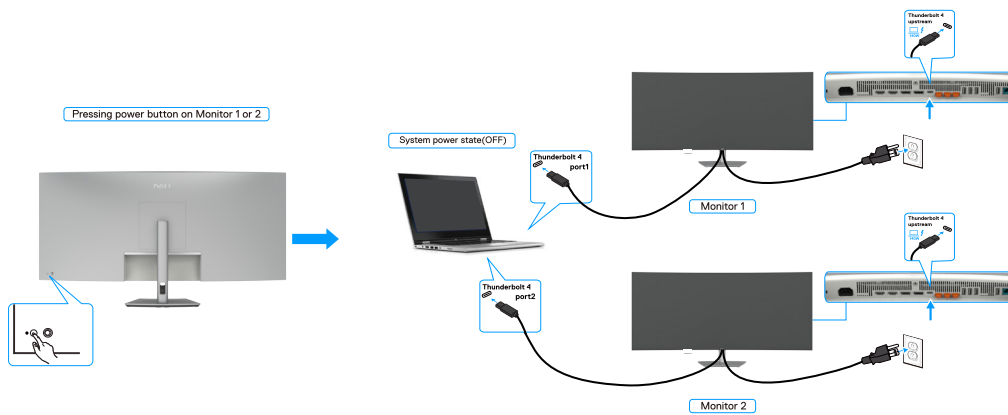 Pressing power button on Monitor 1 or 2
System power state(OFF)
Thunderbolt 4
port1
Thunderbolt 4
port2
Monitor 1
Monitor 2
Thunderbolt 4
upstream
Thunderbolt 4
upstream